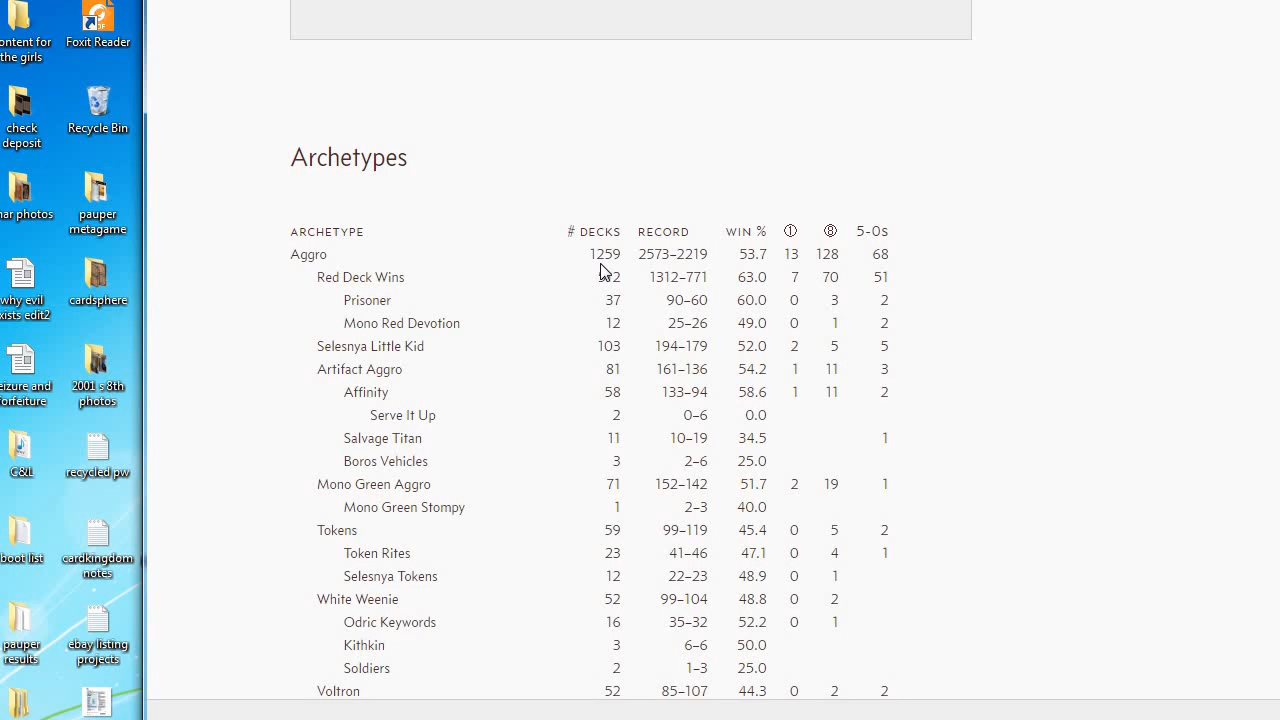 ontent for
the girls
Foxit Reader
check
deposit
Recycle Bin
ar photos
pauper
metagame
why evil
xists edit2
cardsphere
eizure and
orfeiture
2001 s 8th
photos
C&L
recycled pw
boot list
cardkingdom
notes
pauper
results
ebay listing
projects
Archetypes
ARCHETYPE # DECKS RECORD WIN % ① ⑧ 5-0S
Aggro 1259 2573–2219 53.7 13 128 68
Red Deck Wins 1312–771 63.0 7 70 51
Prisoner 37 90–60 60.0 0 3 2
Mono Red Devotion 12 25–26 49.0 0 1 2
Selesnya Little Kid 103 194–179 52.0 2 5 5
Artifact Aggro 81 161–136 54.2 1 11 3
Affinity 58 133–94 58.6 1 11 2
Serve It Up 2 0–6 0.0
Salvage Titan 11 10–19 34.5 1
Boros Vehicles 3 2–6 25.0
Mono Green Aggro 71 152–142 51.7 2 19 1
Mono Green Stompy 1 2–3 40.0
Tokens 59 99–119 45.4 0 5 2
Token Rites 23 41–46 47.1 0 4 1
Selesnya Tokens 12 22–23 48.9 0 1
White Weenie 52 99–104 48.8 0 2
Odric Keywords 16 35–32 52.2 0 1
Kithkin 3 6–6 50.0
Soldiers 2 1–3 25.0
Voltron 52 85–107 44.3 0 2 2